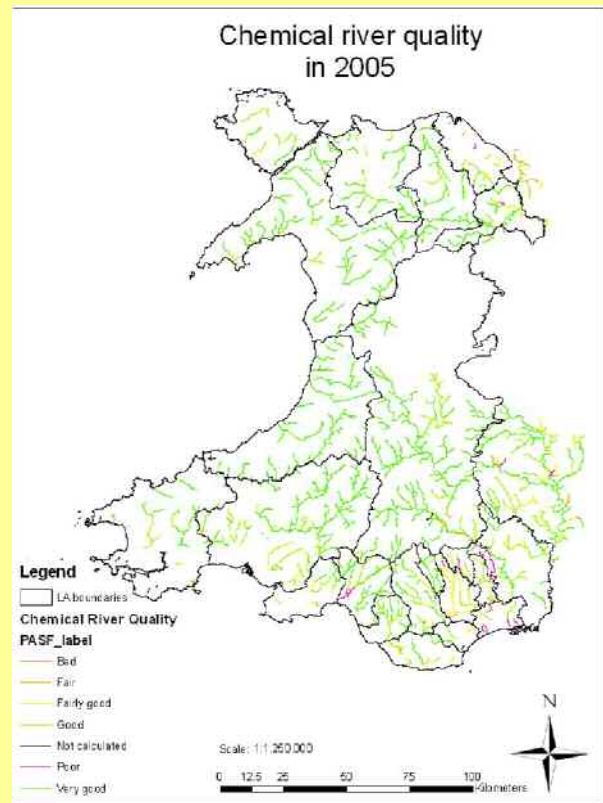 Chemical river quality
in 2005
Legend
LA boundaries
Chemical River Quality
PASF_label
Bad
Fair
Fairly good
Good
Not calculated
Poor
Very good
Scale: 1:1,250,000
0 12.5 25 50 75 100
Kilometers
N